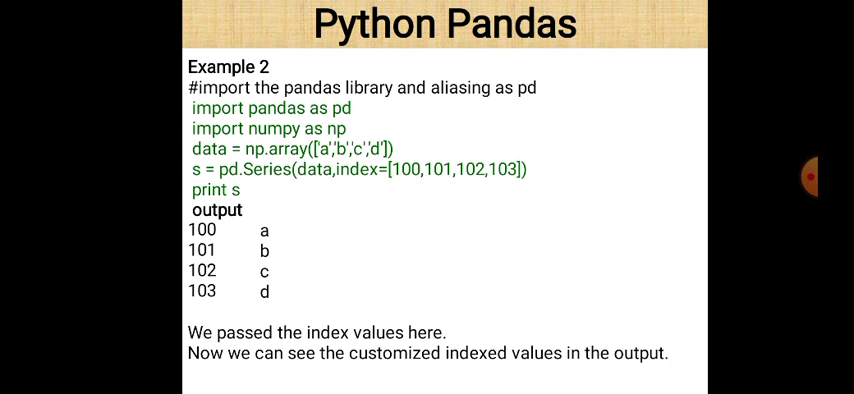 Python Pandas
Example 2
#import the pandas library and aliasing as pd
import pandas as pd
import numpy as np
data = np.array(['a','b','c','d'])
s = pd.Series(data,index=[100,101,102,103])
print s
output
100 a
101 b
102 c
103 d
We passed the index values here.
Now we can see the customized indexed values in the output.